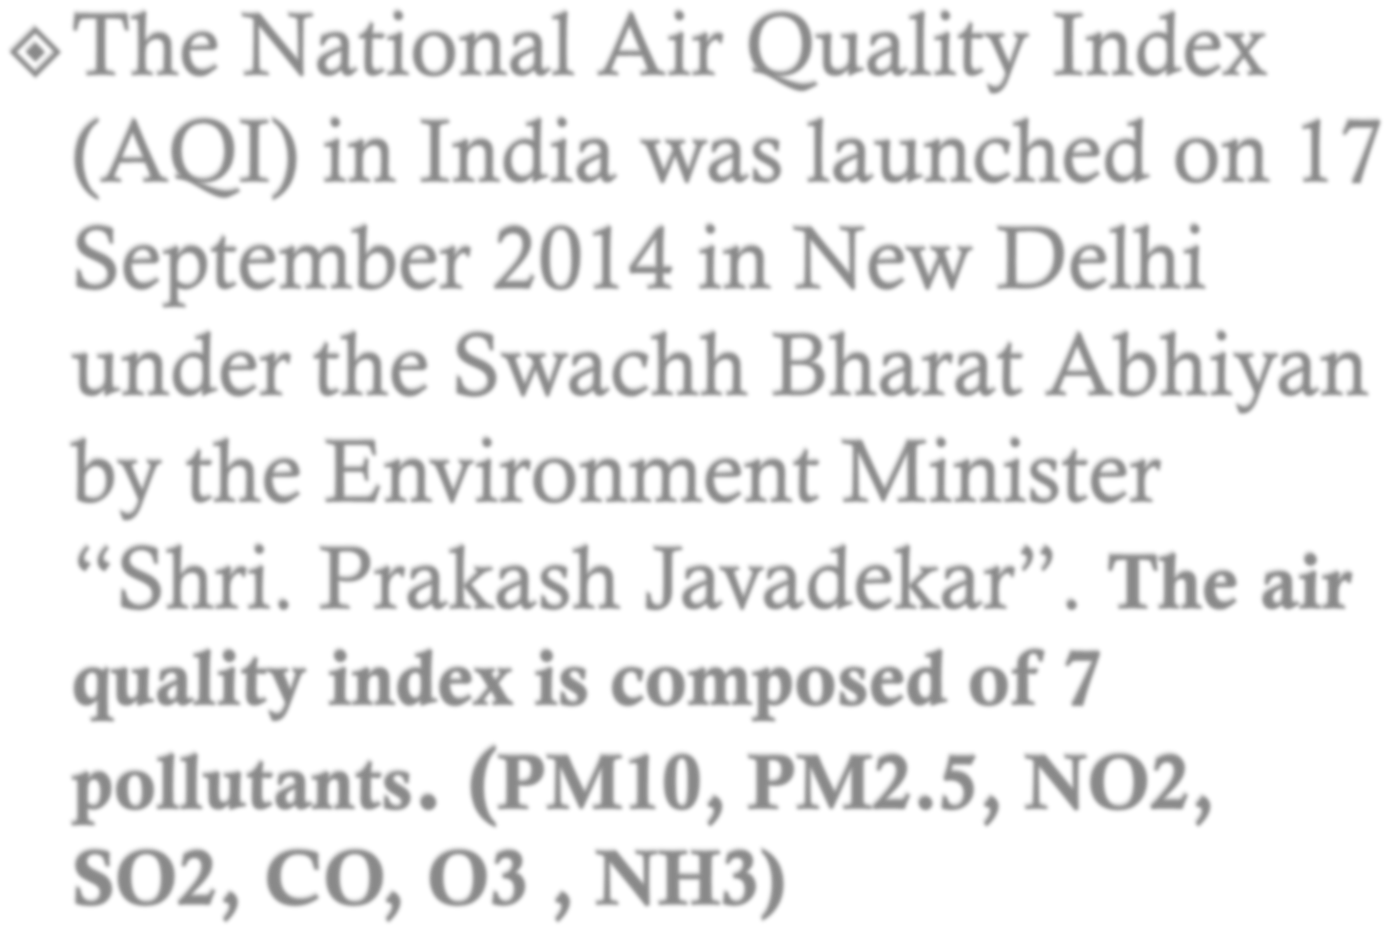 The National Air Quality Index
(AQI) in India was launched on 17
September 2014 in New Delhi
under the Swachh Bharat Abhiyan
by the Environment Minister
“Shri. Prakash Javadekar”. The air
quality index is composed of 7
pollutants. (PM10, PM2.5, NO2,
SO2, CO, O3 , NH3)